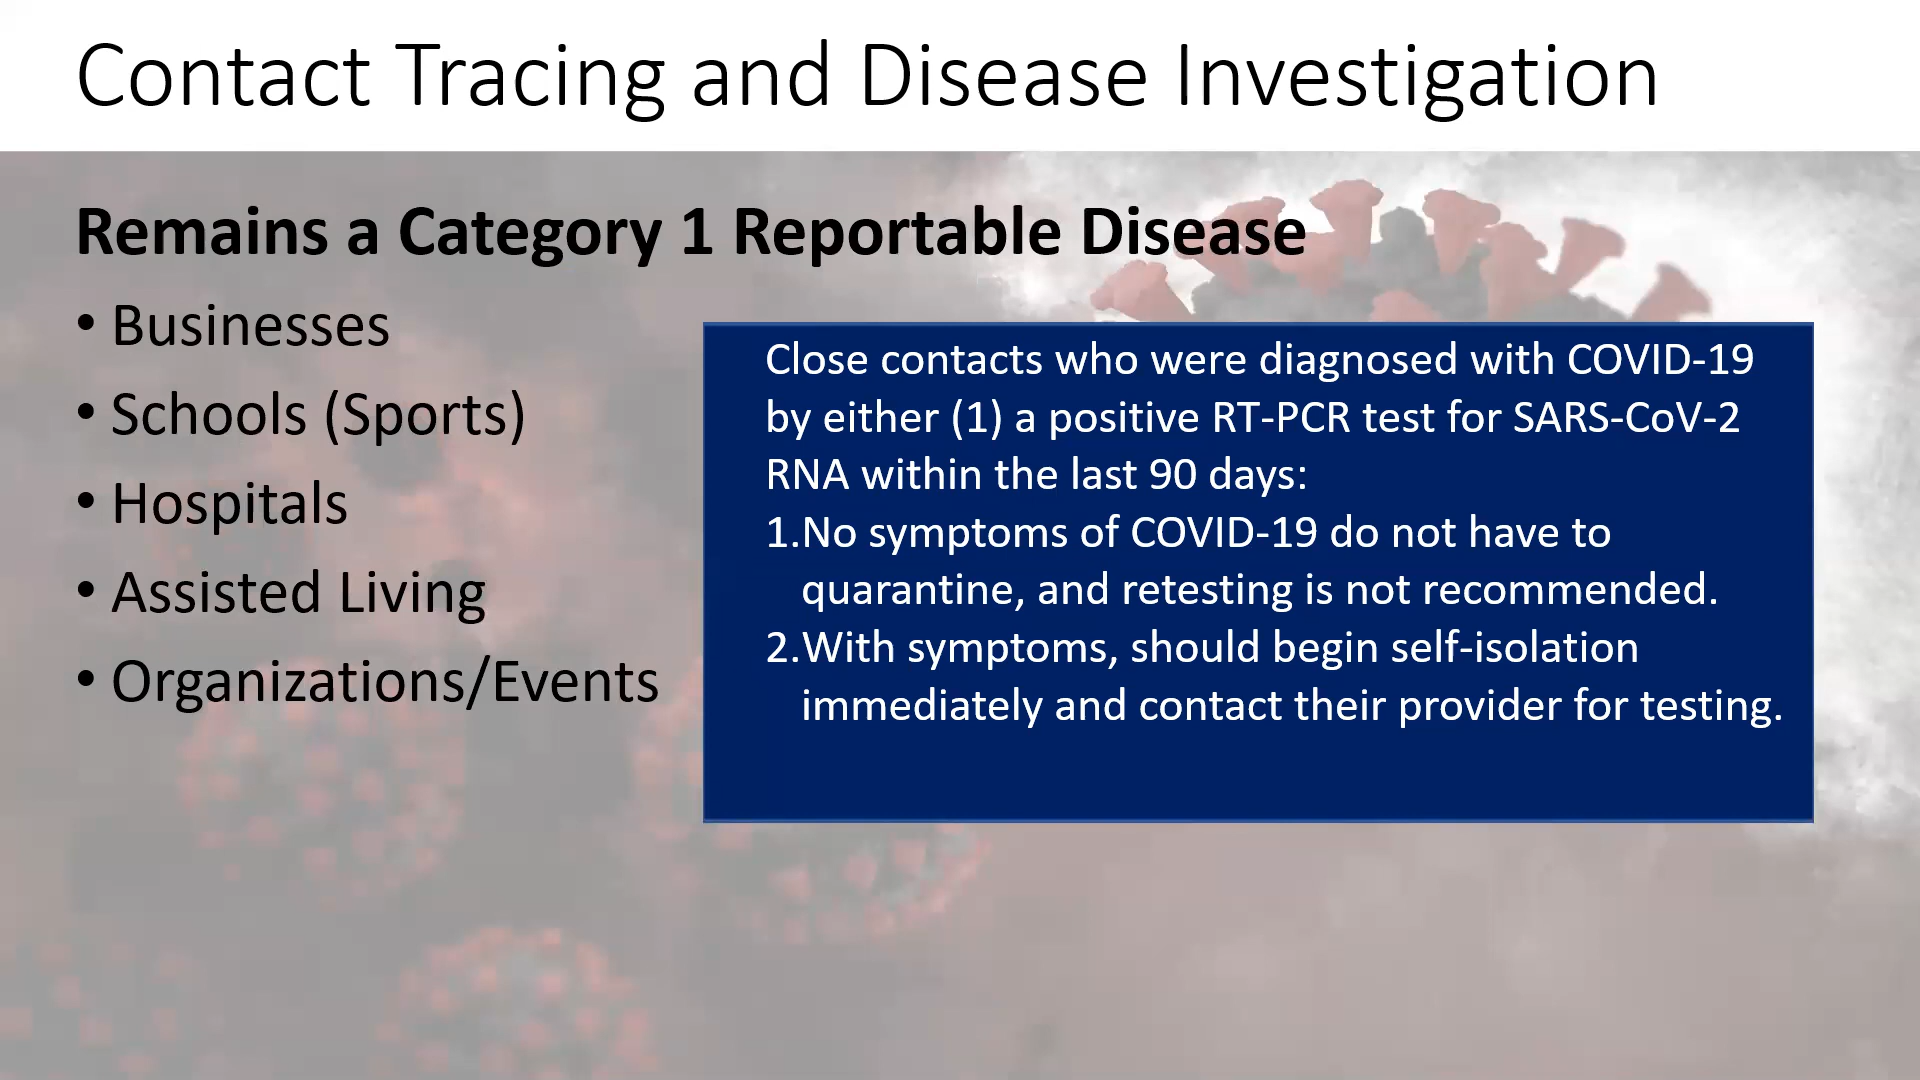 Contact Tracing and Disease Investigation
Remains a Category 1 Reportable Disease
• Businesses
• Schools (Sports)
• Hospitals
• Assisted Living
• Organizations/Events
Close contacts who were diagnosed with COVID-19
by either (1) a positive RT-PCR test for SARS-CoV-2
RNA within the last 90 days:
1.No symptoms of COVID-19 do not have to
quarantine, and retesting is not recommended.
2.With symptoms, should begin self-isolation
immediately and contact their provider for testing.